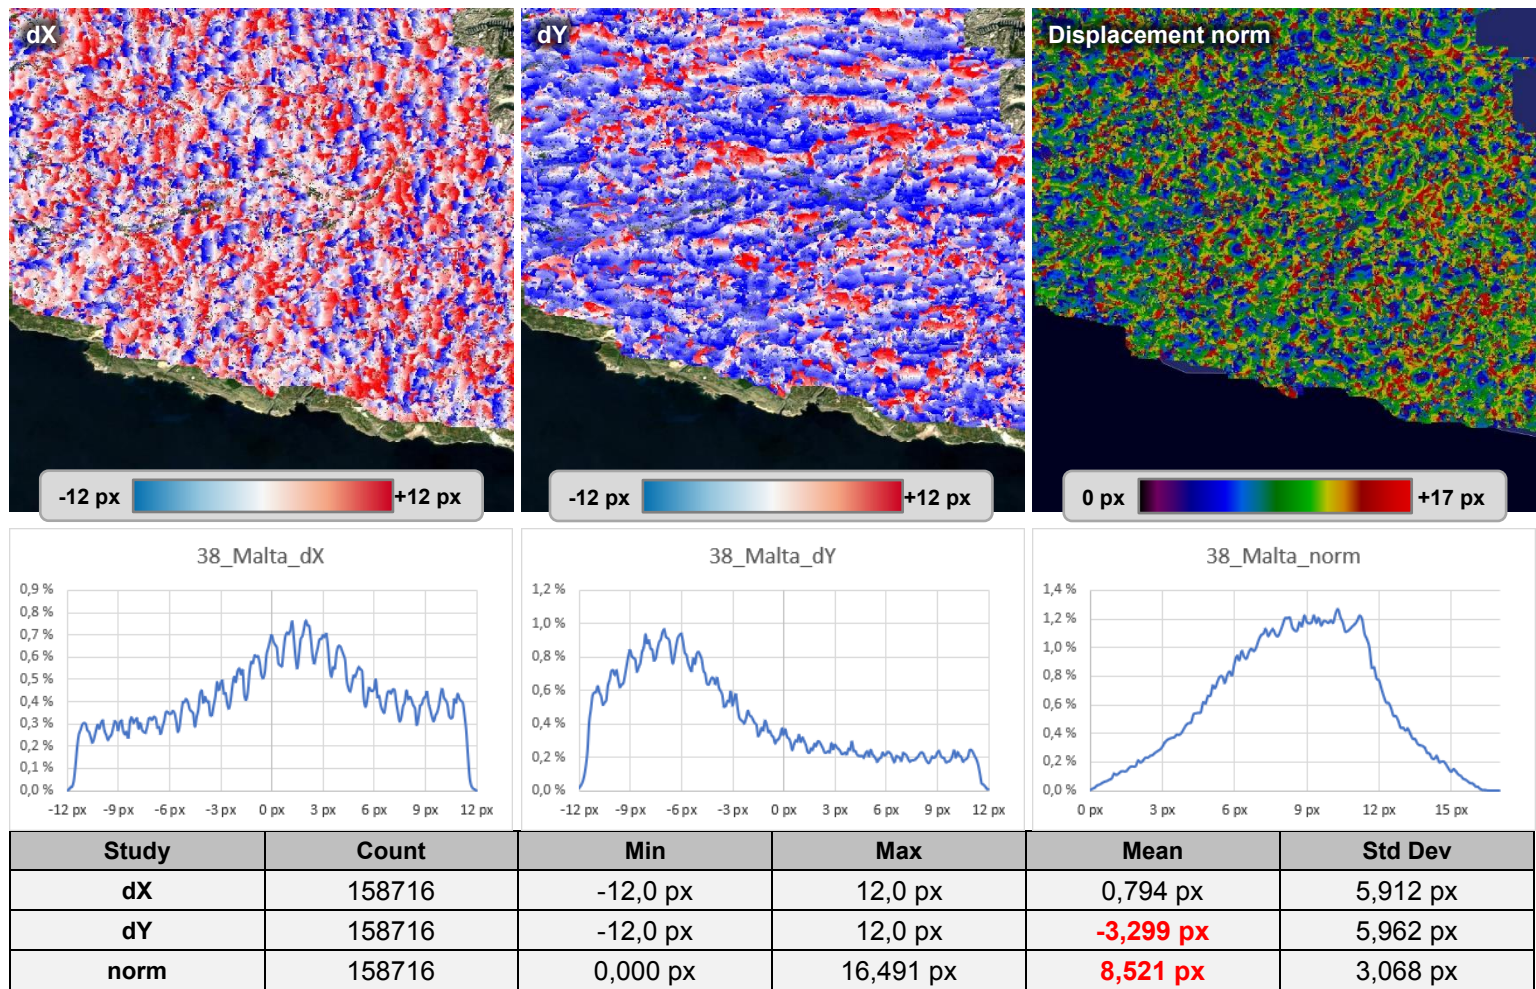 dX
dY
Displacement norm
-12 px +12 px
-12 px +12 px
0 px +17 px
38_Malta_dX
0,9 %
0,8 %
0,7 %
0,6 %
0,5 %
0,4 %
0,3 %
0,2 %
0,1 %
0,0 %
-12 px -9 px -6 px -3 px 0 px 3 px 6 px 9 px 12 px
38_Malta_dY
1,2 %
1,0 %
0,8 %
0,6 %
0,4 %
0,2 %
0,0 %
-12 px -9 px -6 px -3 px 0 px 3 px 6 px 9 px 12 px
38_Malta_norm
1,4 %
1,2 %
1,0 %
0,8 %
0,6 %
0,4 %
0,2 %
0,0 %
0 px 3 px 6 px 9 px 12 px 15 px
Study Count Min Max Mean Std Dev
dX 158716 -12,0 px 12,0 px 0,794 px 5,912 px
dY 158716 -12,0 px 12,0 px -3,299 px 5,962 px
norm 158716 0,000 px 16,491 px 8,521 px 3,068 px